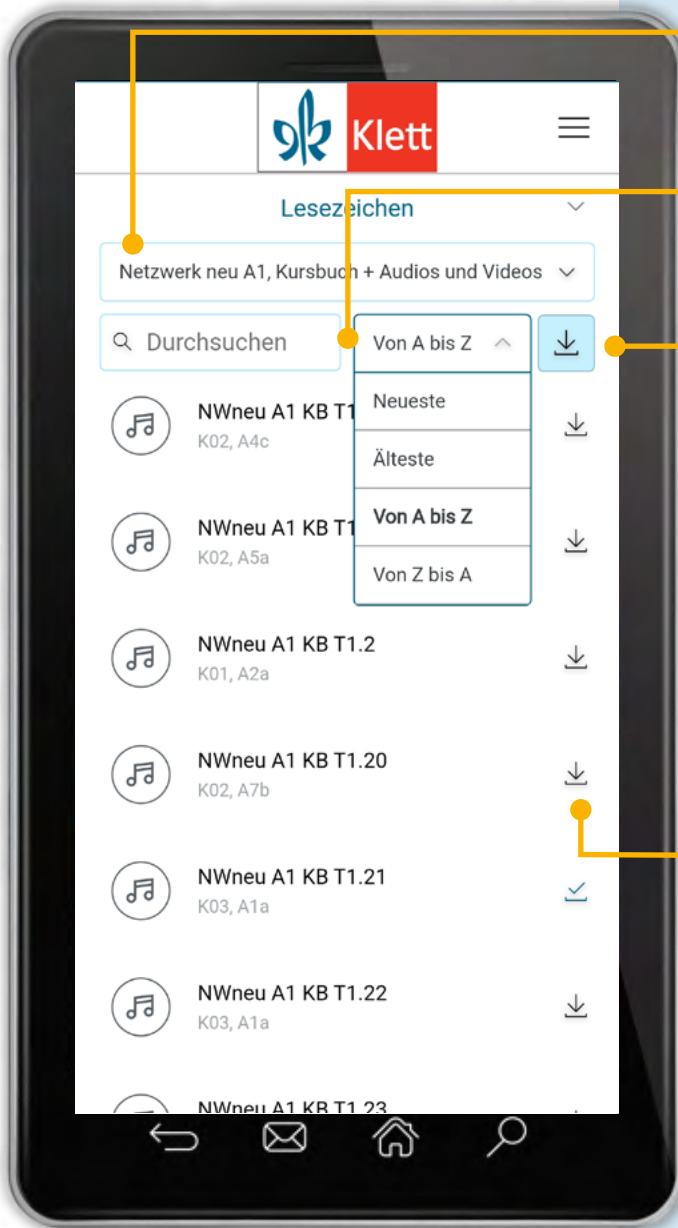 Klett
Lesezeichen
Netzwerk neu A1, Kursbuch + Audios und Videos
Durchsuchen
Von A bis Z
Neueste
Älteste
Von A bis Z
Von Z bis A
NWneu A1 KB T1
K02, A4c
NWneu A1 KB T1
K02, A5a
NWneu A1 KB T1.2
K01, A2a
NWneu A1 KB T1.20
K02, A7b
NWneu A1 KB T1.21
K03, A1a
NWneu A1 KB T1.22
K03, A1a
NWneu A1 KB T1.23